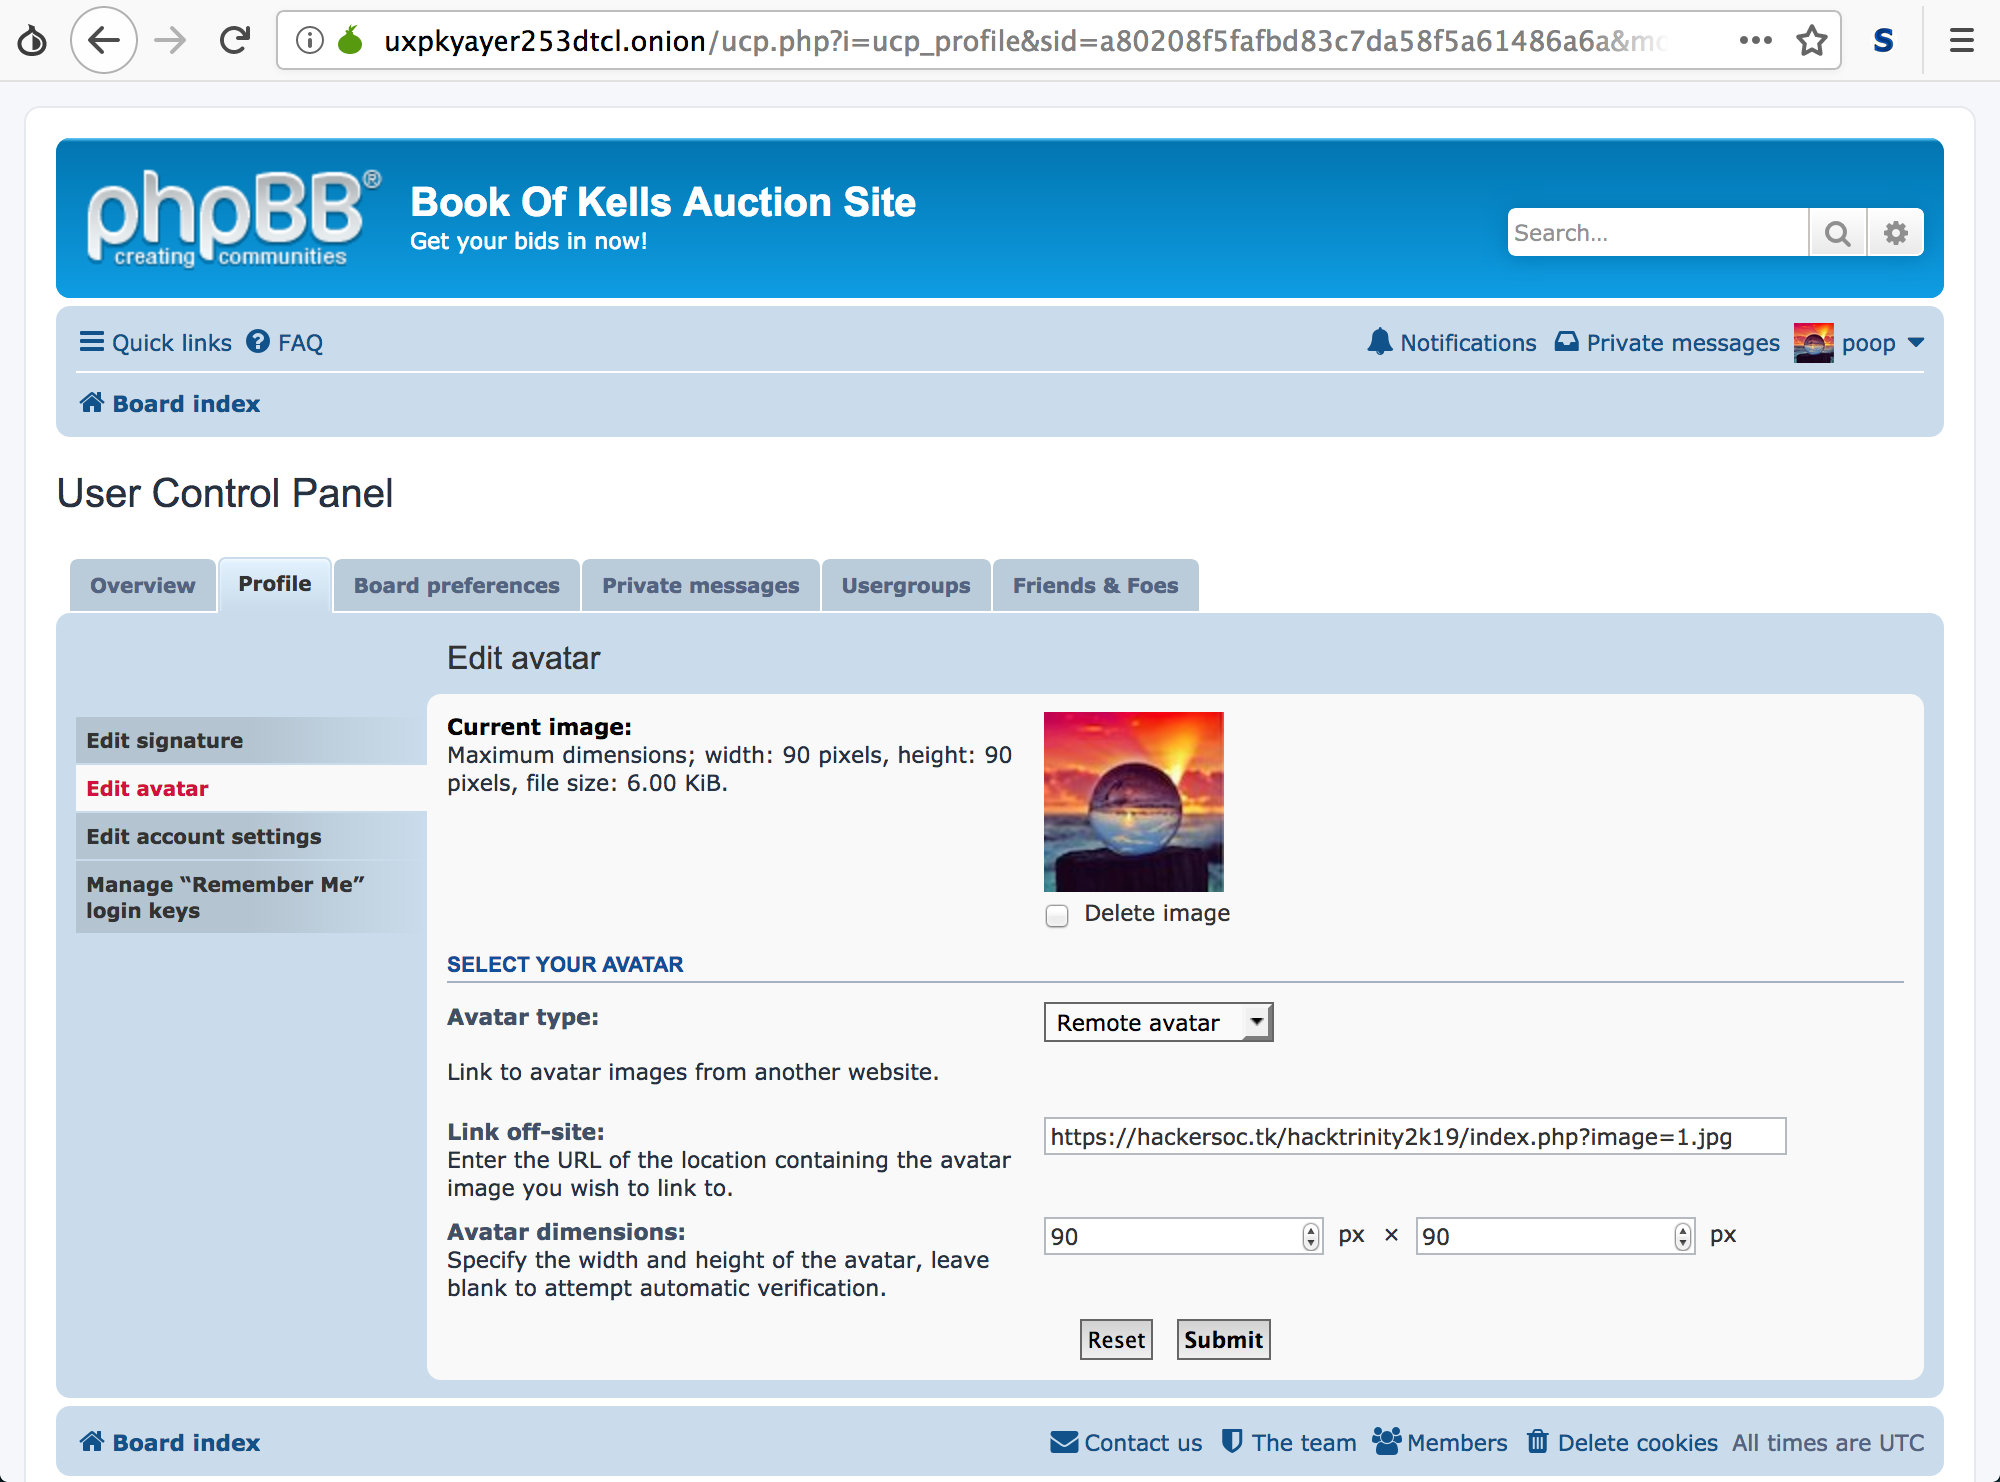 uxpkyayer253dtcl.onion/ucp.php?i=ucp_profile&sid=a80208f5fafbd83c7da58f5a61486a6a&mo
S
phpBB®
creating communities
Book Of Kells Auction Site
Get your bids in now!
Search...
Quick links FAQ
Notifications Private messages poop
Board index
User Control Panel
Overview Profile Board preferences Private messages Usergroups Friends & Foes
Edit avatar
Edit signature
Edit avatar
Edit account settings
Manage “Remember Me”
login keys
Current image:
Maximum dimensions; width: 90 pixels, height: 90
pixels, file size: 6.00 KiB.
Delete image
SELECT YOUR AVATAR
Avatar type:
Remote avatar
Link to avatar images from another website.
Link off-site:
https://hackersoc.tk/hacktrinity2k19/index.php?image=1.jpg
Enter the URL of the location containing the avatar
image you wish to link to.
Avatar dimensions:
90 px × 90 px
Specify the width and height of the avatar, leave
blank to attempt automatic verification.
Reset Submit
Board index
Contact us The team Members Delete cookies All times are UTC